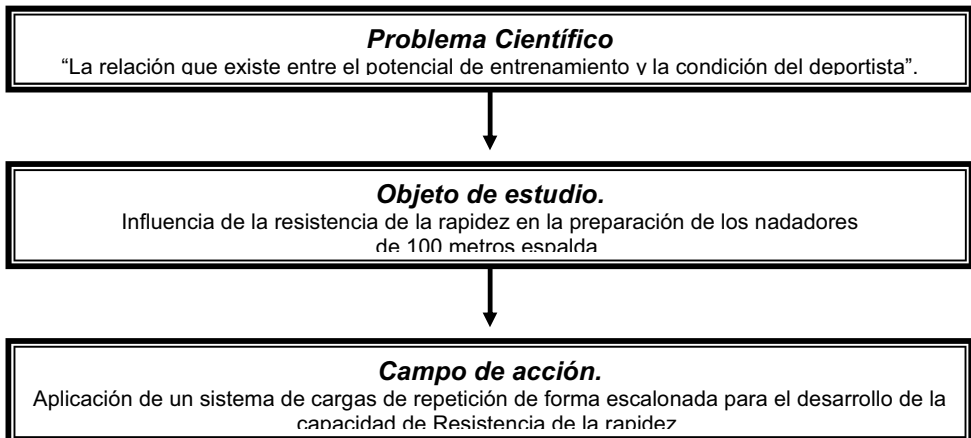 Problema Científico
“La relación que existe entre el potencial de entrenamiento y la condición del deportista”.
Objeto de estudio.
Influencia de la resistencia de la rapidez en la preparación de los nadadores
de 100 metros espalda
Campo de acción.
Aplicación de un sistema de cargas de repetición de forma escalonada para el desarrollo de la
capacidad de Resistencia de la rapidez